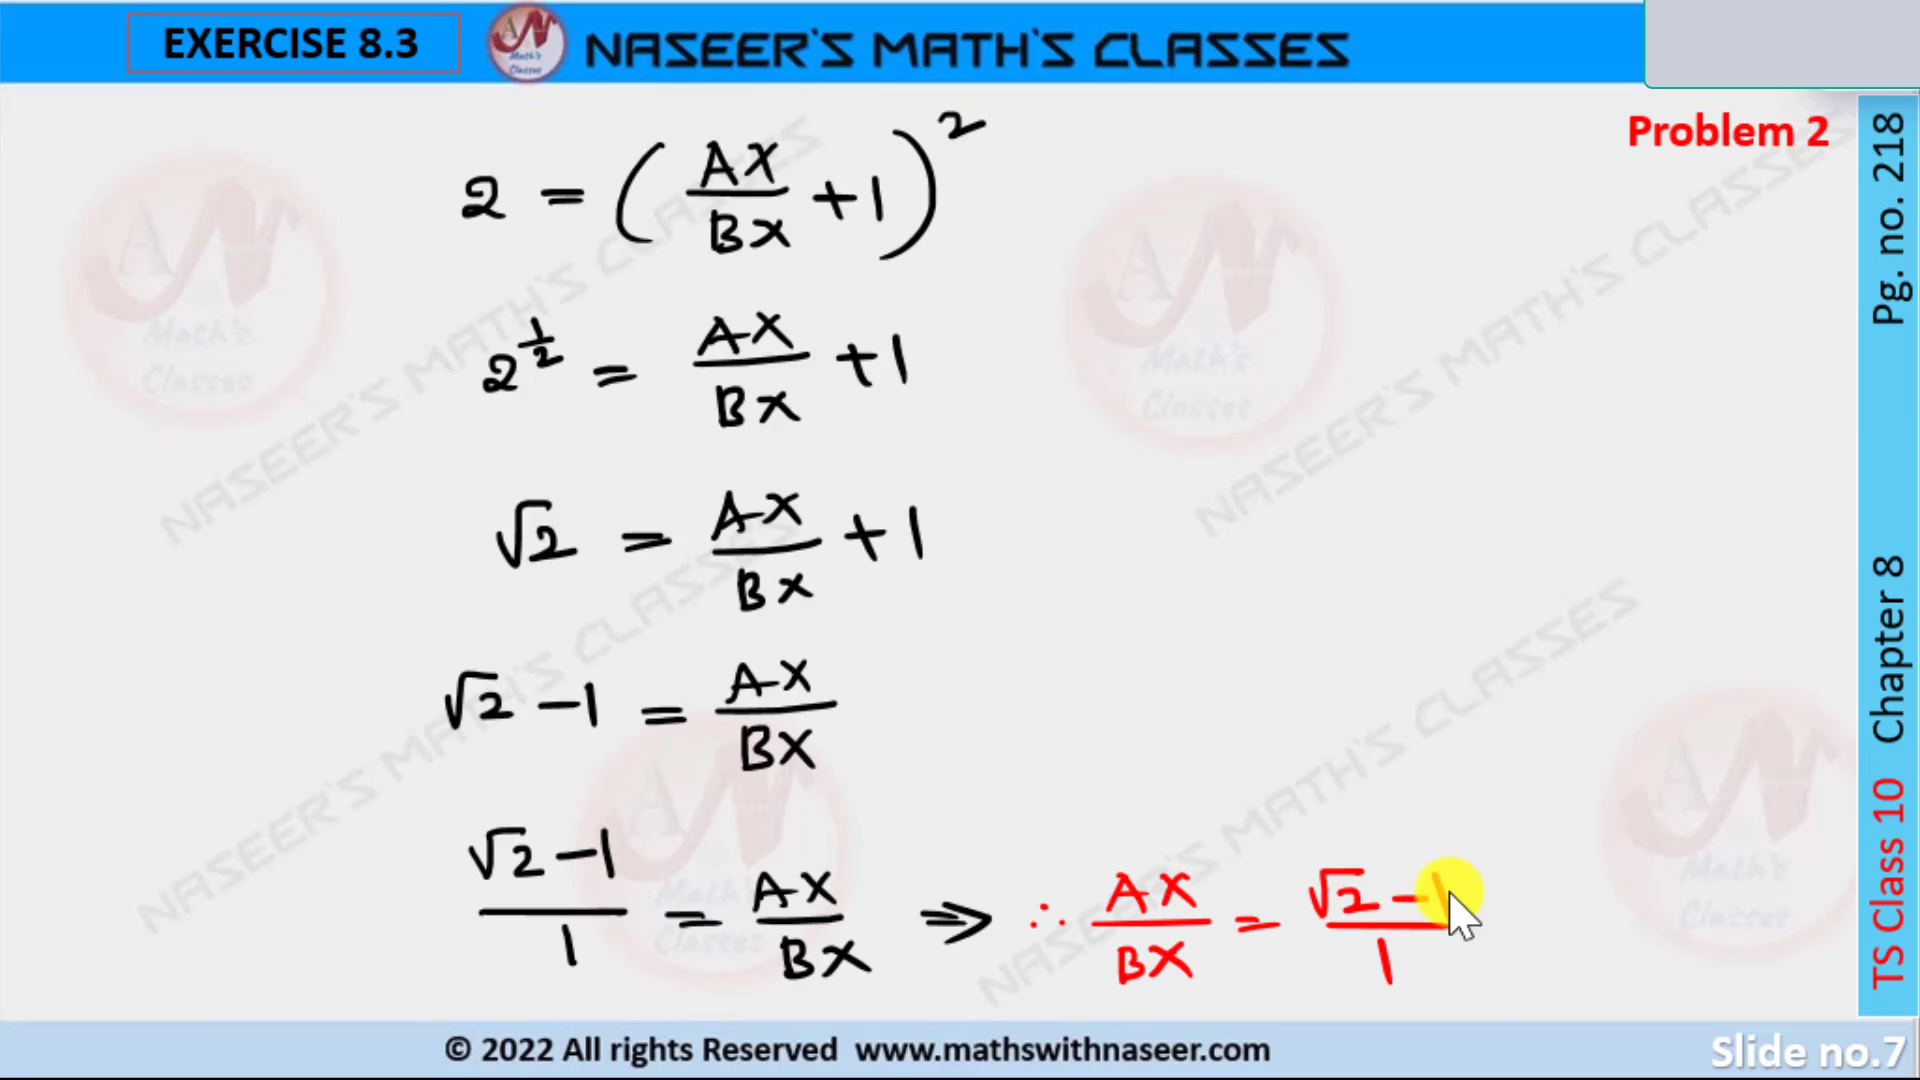 EXERCISE 8.3
NASEER'S MATH'S CLASSES
Problem 2
2 = (AX/BX + 1)²
2^(1/2) = AX/BX + 1
√2 = AX/BX + 1
√2 - 1 = AX/BX
(√2 - 1)/1 = AX/BX ⇒ ∴ AX/BX = (√2 - 1)/1
TS Class 10 Chapter 8 Pg. no. 218
© 2022 All rights Reserved www.mathswithnaseer.com
Slide no.7